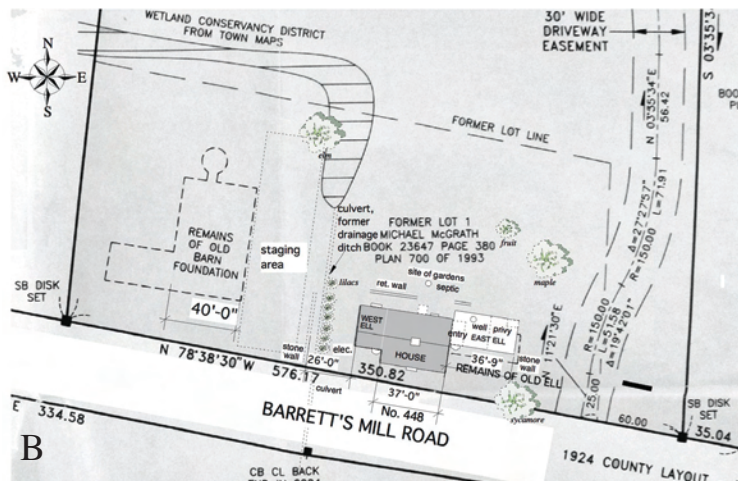 WETLAND CONSERVANCY DISTRICT
FROM TOWN MAPS
30' WIDE
DRIVEWAY
EASEMENT
S 03°35'3
N
W E
S
N 03°35'34"E
56.42
FORMER LOT LINE
elm
REMAINS
OF OLD
BARN
FOUNDATION
staging
area
culvert,
former
drainage
ditch
FORMER LOT 1
MICHAEL McGRATH
BOOK 23647 PAGE 380
PLAN 700 OF 1993
fruit
maple
Δ=27°27'57"
R=150.00
L=71.91
lilacs
site of gardens
septic
ret. wall
SB DISK
SET
40'-0"
WEST
ELL
HOUSE
entry
well
privy
EAST ELL
N 11°21'30"E
R=150.00
L=51.58
Δ=19°42'01"
stone
wall
26'-0"
elec.
36'-9"
stone
wall
REMAINS OF OLD ELL
N 78°38'30"W
576.17
350.82
culvert
37'-0"
No. 448
sycamore
25.00
60.00
SB DISK
SET
35.04
E
334.58
BARRETT'S MILL ROAD
1924 COUNTY LAYOUT
B
CB CL BACK